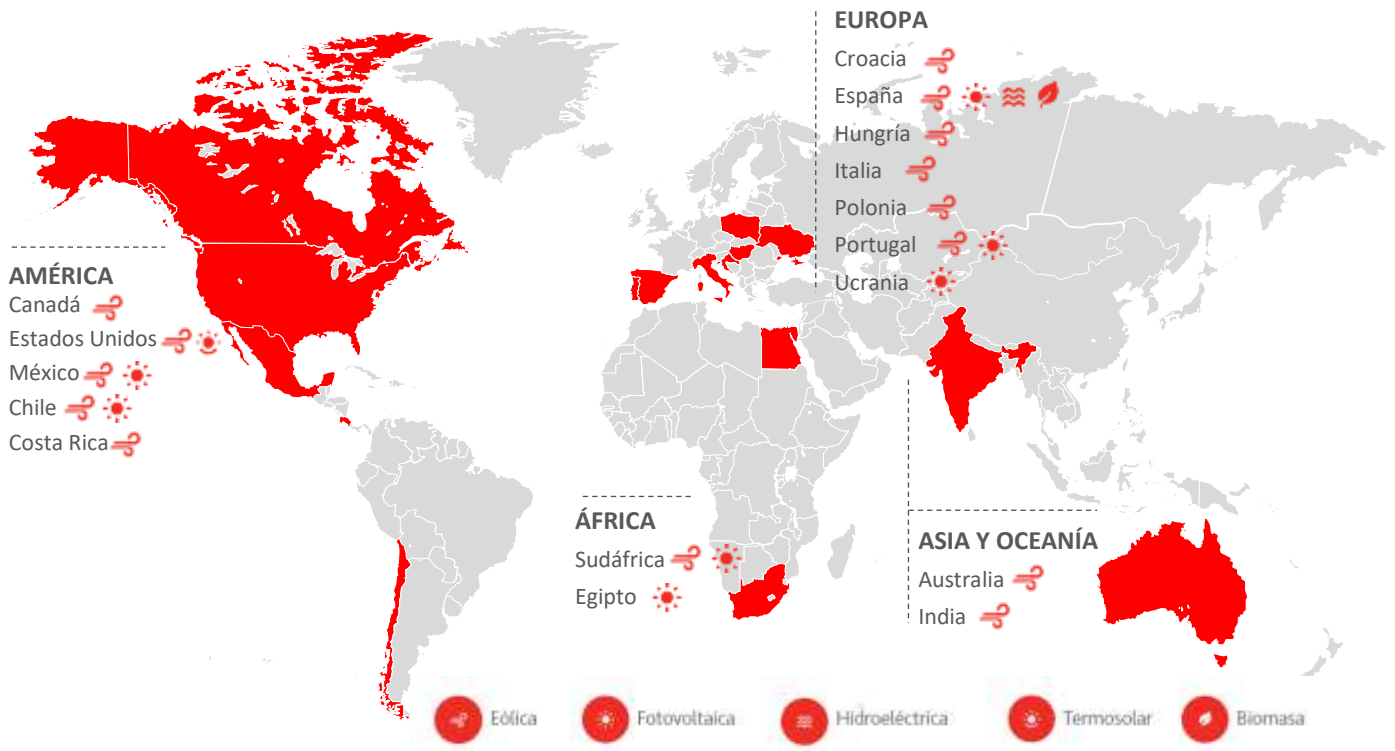 EUROPA
Croacia
España
Hungría
Italia
Polonia
Portugal
Ucrania
AMÉRICA
Canadá
Estados Unidos
México
Chile
Costa Rica
ÁFRICA
Sudáfrica
Egipto
ASIA Y OCEANÍA
Australia
India
Eólica
Fotovoltaica
Hidroeléctrica
Termosolar
Biomasa